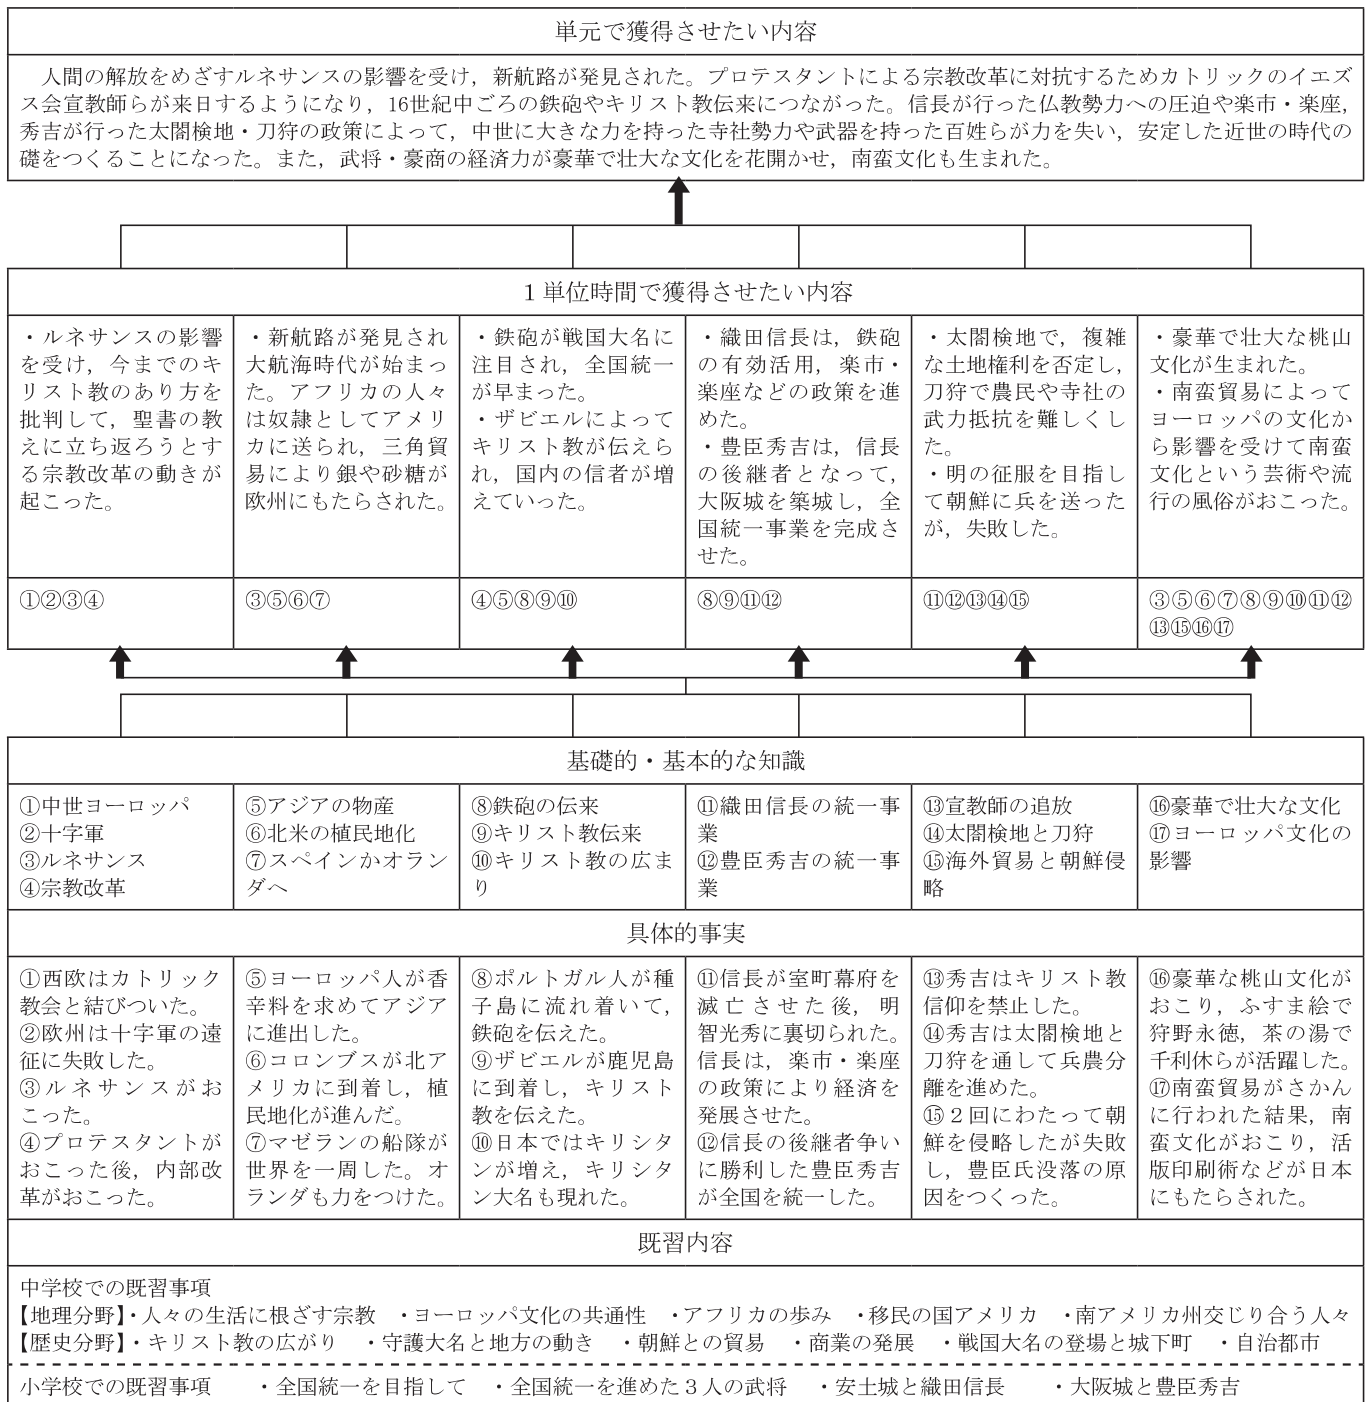 単元で獲得させたい内容
人間の解放をめざすルネサンスの影響を受け，新航路が発見された。プロテスタントによる宗教改革に対抗するためカトリックのイエズ
ス会宣教師らが来日するようになり，16世紀中ごろの鉄砲やキリスト教伝来につながった。信長が行った仏教勢力への圧迫や楽市・楽座，
秀吉が行った太閤検地・刀狩の政策によって，中世に大きな力を持った寺社勢力や武器を持った百姓らが力を失い，安定した近世の時代の
礎をつくることになった。また，武将・豪商の経済力が豪華で壮大な文化を花開かせ，南蛮文化も生まれた。
１単位時間で獲得させたい内容
・ルネサンスの影響
を受け，今までのキ
リスト教のあり方を
批判して，聖書の教
えに立ち返ろうとす
る宗教改革の動きが
起こった。
・新航路が発見され
大航海時代が始まっ
た。アフリカの人々
は奴隷としてアメリ
カに送られ，三角貿
易により銀や砂糖が
欧州にもたらされた。
・鉄砲が戦国大名に
注目され，全国統一
が早まった。
・ザビエルによって
キリスト教が伝えら
れ，国内の信者が増
えていった。
・織田信長は，鉄砲
の有効活用，楽市・
楽座などの政策を進
めた。
・豊臣秀吉は，信長
の後継者となって，
大阪城を築城し，全
国統一事業を完成さ
せた。
・太閤検地で，複雑
な土地権利を否定し，
刀狩で農民や寺社の
武力抵抗を難しくし
た。
・明の征服を目指し
て朝鮮に兵を送った
が，失敗した。
・豪華で壮大な桃山
文化が生まれた。
・南蛮貿易によって
ヨーロッパの文化か
ら影響を受けて南蛮
文化という芸術や流
行の風俗がおこった。
①②③④
③⑤⑥⑦
④⑤⑧⑨⑩
⑧⑨⑪⑫
⑪⑫⑬⑭⑮
③⑤⑥⑦⑧⑨⑩⑪⑫
⑬⑮⑯⑰
基礎的・基本的な知識
①中世ヨーロッパ
②十字軍
③ルネサンス
④宗教改革
⑤アジアの物産
⑥北米の植民地化
⑦スペインかオラン
ダへ
⑧鉄砲の伝来
⑨キリスト教伝来
⑩キリスト教の広ま
り
⑪織田信長の統一事
業
⑫豊臣秀吉の統一事
業
⑬宣教師の追放
⑭太閤検地と刀狩
⑮海外貿易と朝鮮侵
略
⑯豪華で壮大な文化
⑰ヨーロッパ文化の
影響
具体的事実
①西欧はカトリック
教会と結びついた。
②欧州は十字軍の遠
征に失敗した。
③ルネサンスがお
こった。
④プロテスタントが
おこった後，内部改
革がおこった。
⑤ヨーロッパ人が香
辛料を求めてアジア
に進出した。
⑥コロンブスが北ア
メリカに到着し，植
民地化が進んだ。
⑦マゼランの船隊が
世界を一周した。オ
ランダも力をつけた。
⑧ポルトガル人が種
子島に流れ着いて，
鉄砲を伝えた。
⑨ザビエルが鹿児島
に到着し，キリスト
教を伝えた。
⑩日本ではキリシタ
ンが増え，キリシタ
ン大名も現れた。
⑪信長が室町幕府を
滅亡させた後，明
智光秀に裏切られた。
信長は，楽市・楽座
の政策により経済を
発展させた。
⑫信長の後継者争い
に勝利した豊臣秀吉
が全国を統一した。
⑬秀吉はキリスト教
信仰を禁止した。
⑭秀吉は太閤検地と
刀狩を通して兵農分
離を進めた。
⑮２回にわたって朝
鮮を侵略したが失敗
し，豊臣氏没落の原
因をつくった。
⑯豪華な桃山文化が
おこり，ふすま絵で
狩野永徳，茶の湯で
千利休らが活躍した。
⑰南蛮貿易がさかん
に行われた結果，南
蛮文化がおこり，活
版印刷術などが日本
にもたらされた。
既習内容
中学校での既習事項
【地理分野】・人々の生活に根ざす宗教　・ヨーロッパ文化の共通性　・アフリカの歩み　・移民の国アメリカ　・南アメリカ州交じり合う人々
【歴史分野】・キリスト教の広がり　・守護大名と地方の動き　・朝鮮との貿易　・商業の発展　・戦国大名の登場と城下町　・自治都市
小学校での既習事項　・全国統一を目指して　・全国統一を進めた３人の武将　・安土城と織田信長　・大阪城と豊臣秀吉